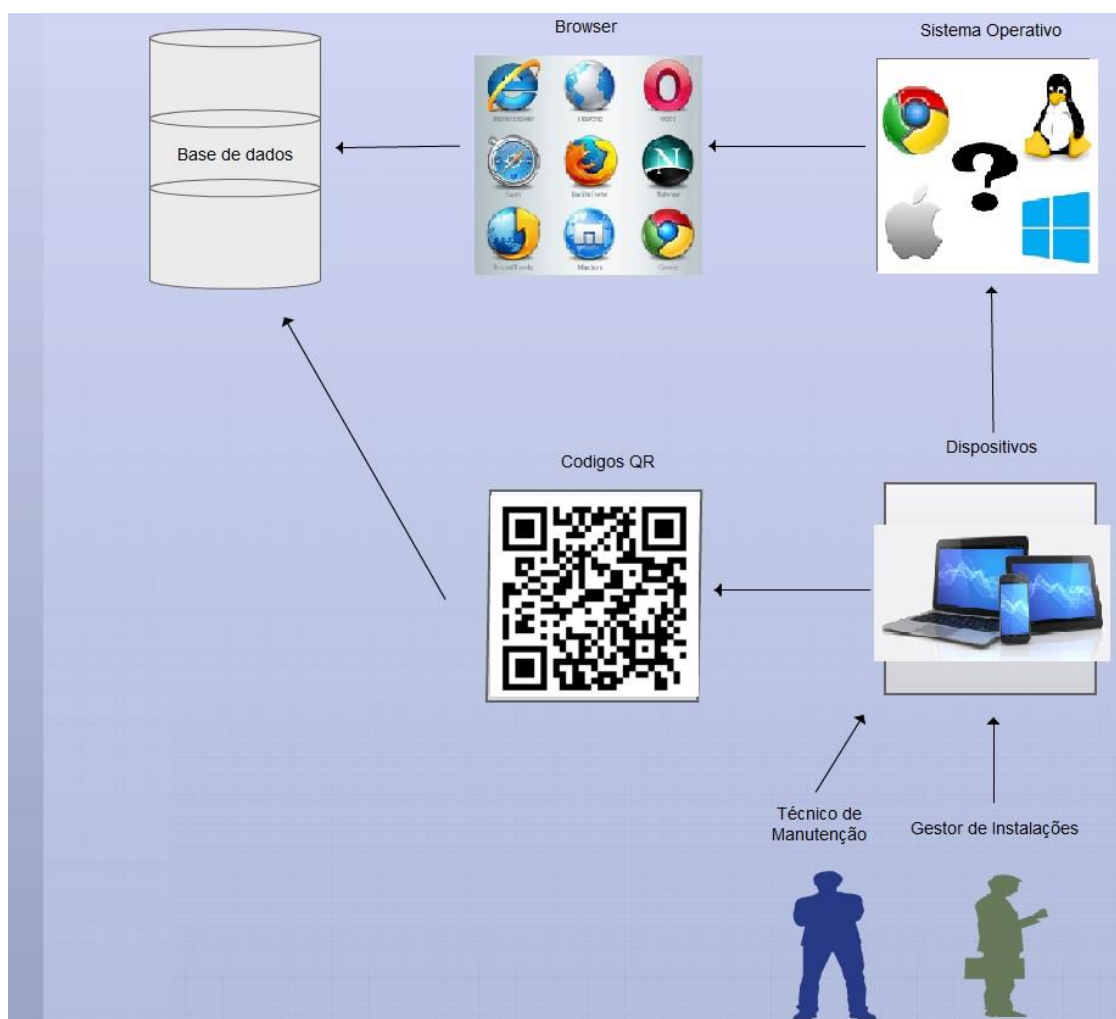 Browser
Sistema Operativo
Base de dados
Codigos QR
Dispositivos
Técnico de
Manutenção
Gestor de Instalações